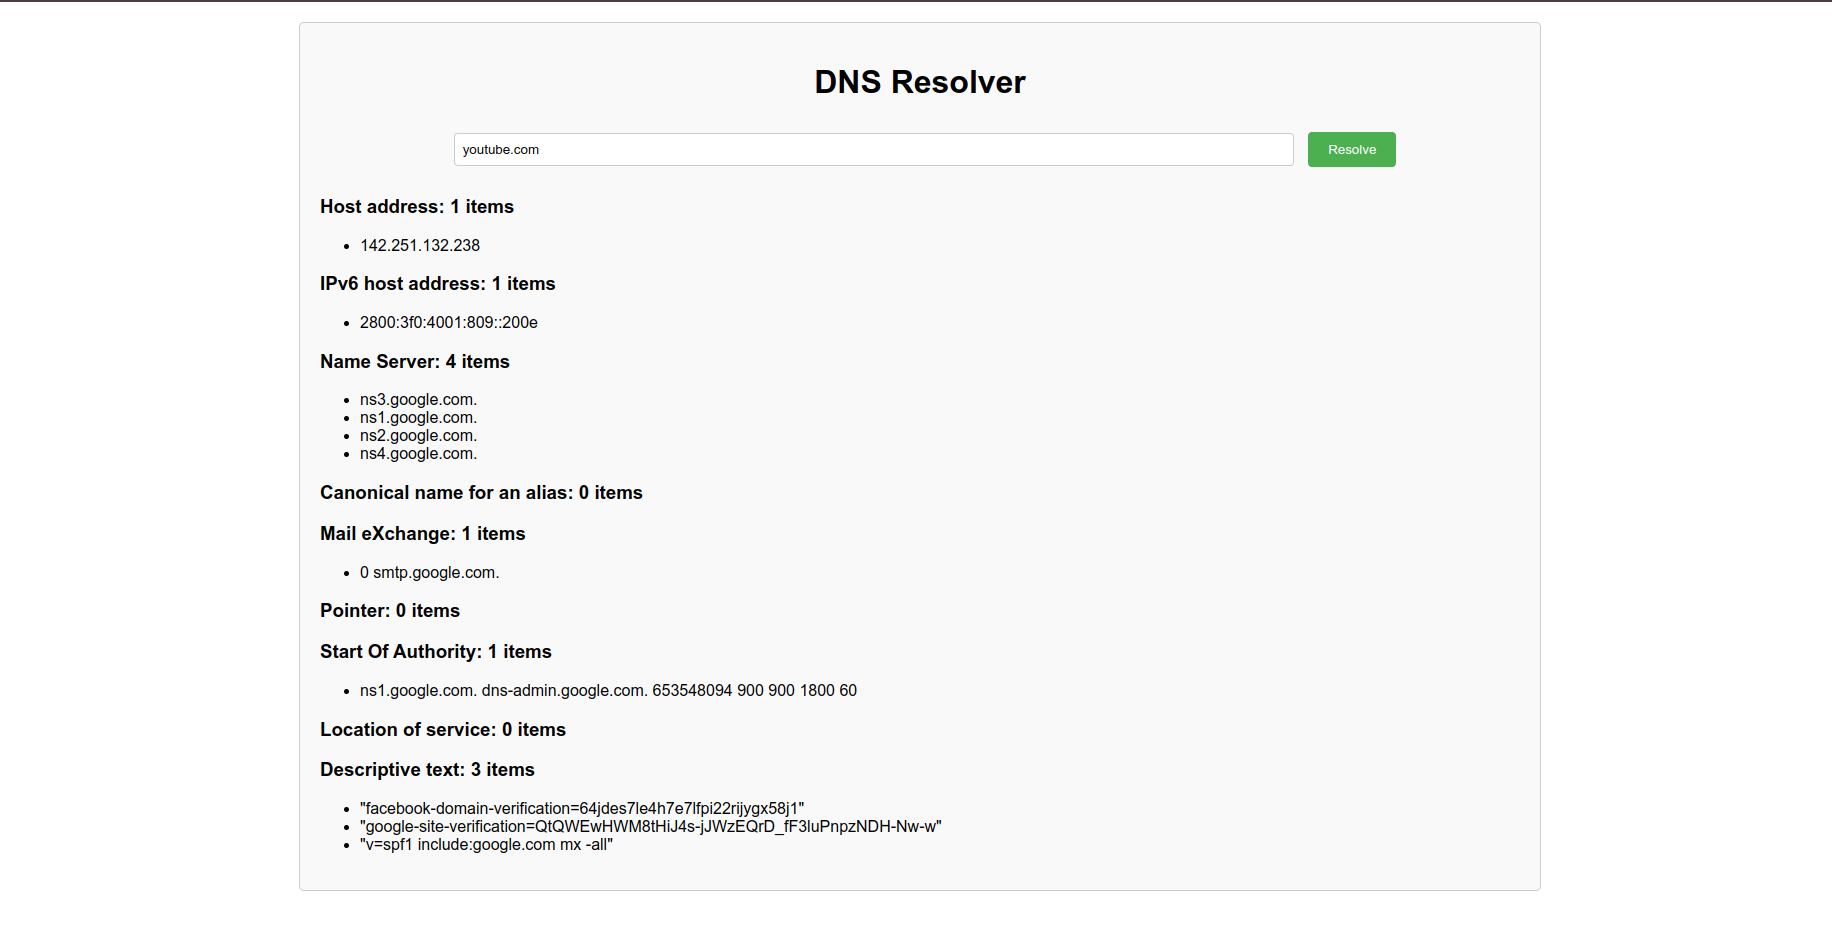 DNS Resolver
youtube.com
Resolve
Host address: 1 items
142.251.132.238
IPv6 host address: 1 items
2800:3f0:4001:809::200e
Name Server: 4 items
ns3.google.com.
ns1.google.com.
ns2.google.com.
ns4.google.com.
Canonical name for an alias: 0 items
Mail eXchange: 1 items
0 smtp.google.com.
Pointer: 0 items
Start Of Authority: 1 items
ns1.google.com. dns-admin.google.com. 653548094 900 900 1800 60
Location of service: 0 items
Descriptive text: 3 items
"facebook-domain-verification=64jdes7le4h7e7lfpi22rijygx58j1"
"google-site-verification=QtQWEwHWM8tHiJ4s-jJWzEQrD_fF3luPnpzNDH-Nw-w"
"v=spf1 include:google.com mx -all"